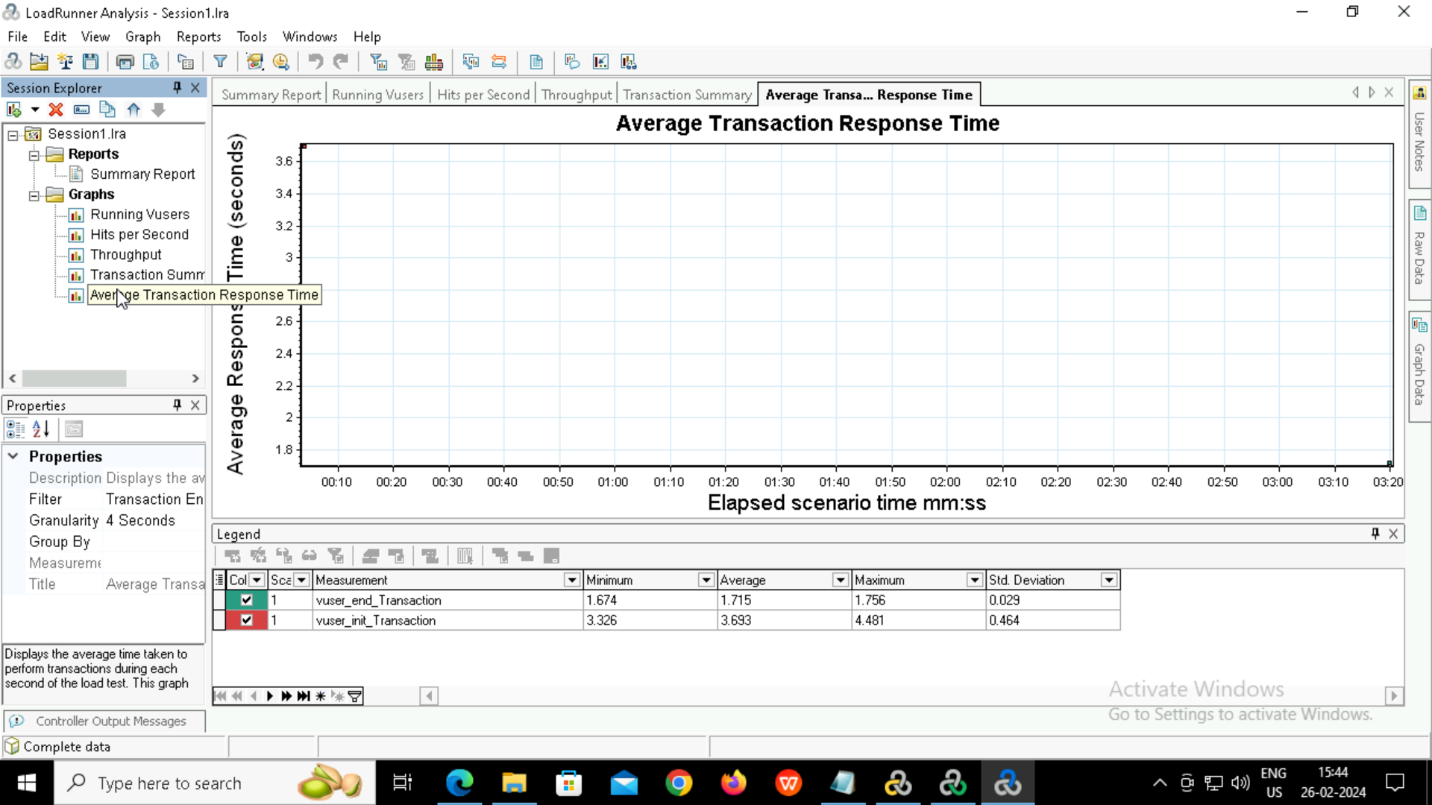 LoadRunner Analysis - Session1.lra
File Edit View Graph Reports Tools Windows Help
Session Explorer
Session1.lra
Reports
Summary Report
Graphs
Running Vusers
Hits per Second
Throughput
Transaction Summ
Average Transaction Response Time
Properties
Properties
Description Displays the av
Filter Transaction En
Granularity 4 Seconds
Group By
Measureme
Title Average Transa
Displays the average time taken to
perform transactions during each
second of the load test. This graph
Controller Output Messages
Complete data
Summary Report Running Vusers Hits per Second Throughput Transaction Summary Average Transa... Response Time
Average Transaction Response Time
Average Respons Time (seconds)
3.6
3.4
3.2
3
2.6
2.4
2.2
2
1.8
00:10 00:20 00:30 00:40 00:50 01:00 01:10 01:20 01:30 01:40 01:50 02:00 02:10 02:20 02:30 02:40 02:50 03:00 03:10 03:20
Elapsed scenario time mm:ss
Legend
Col Sca Measurement Minimum Average Maximum Std. Deviation
1 vuser_end_Transaction 1.674 1.715 1.756 0.029
1 vuser_init_Transaction 3.326 3.693 4.481 0.464
User Notes
Raw Data
Graph Data
Activate Windows
Go to Settings to activate Windows.
Type here to search
ENG
US
15:44
26-02-2024